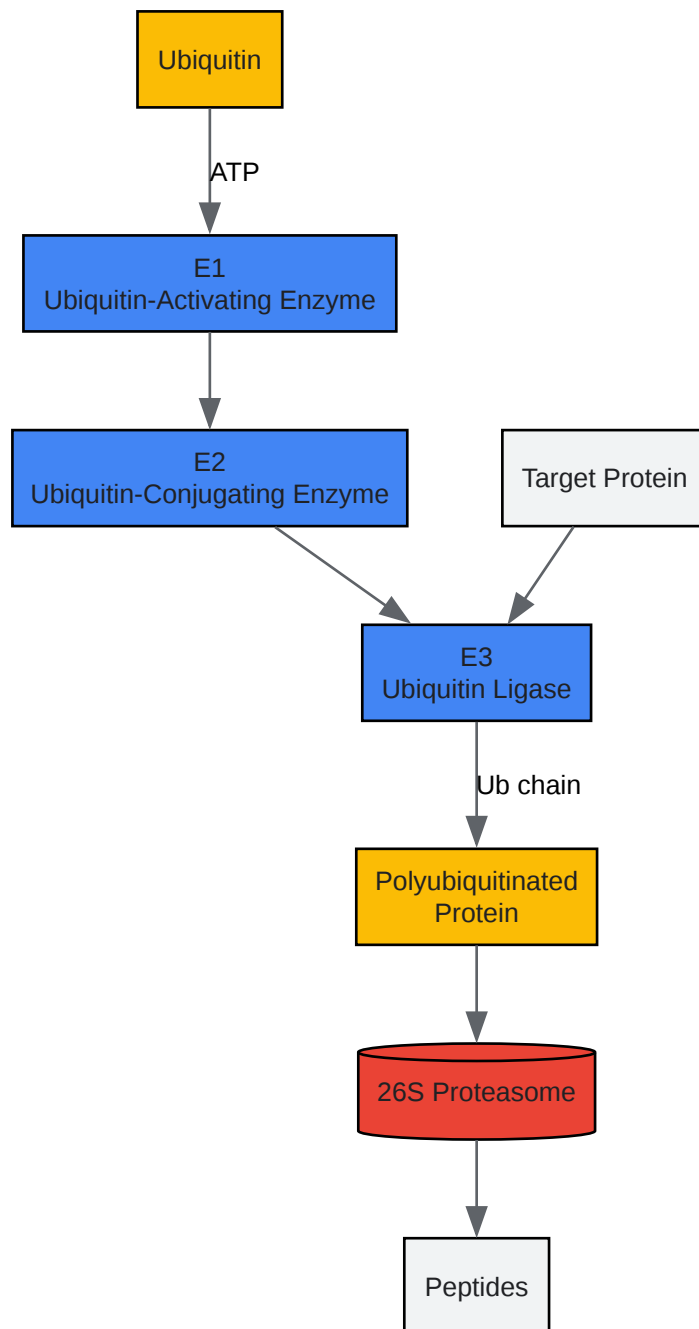 Ubiquitin
ATP
E1
Ubiquitin-Activating Enzyme
E2
Ubiquitin-Conjugating Enzyme
Target Protein
E3
Ubiquitin Ligase
Ub chain
Polyubiquitinated
Protein
26S Proteasome
Peptides